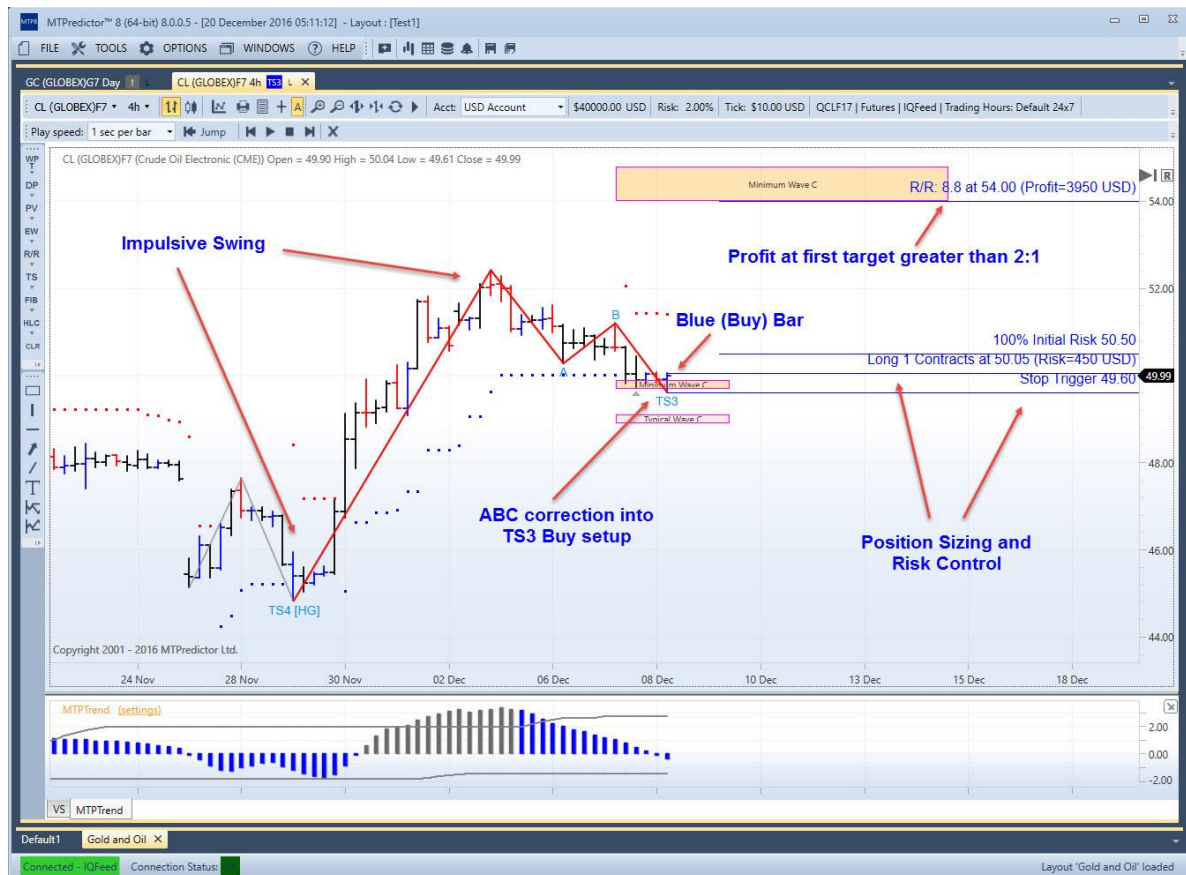 MTP8 MTPredictor™ 8 (64-bit) 8.0.0.5 - [20 December 2016 05:11:12] - Layout : [Test1]
FILE TOOLS OPTIONS WINDOWS HELP
GC (GLOBEX)G7 Day ↑ L CL (GLOBEX)F7 4h TS3 L
CL (GLOBEX)F7 4h A Acct: USD Account $40000.00 USD Risk: 2.00% Tick: $10.00 USD QCLF17 | Futures | IQFeed | Trading Hours: Default 24x7
Play speed: 1 sec per bar Jump
WP
T
DP
PV
EW
R/R
TS
FIB
HLC
CLR
T
CL (GLOBEX)F7 (Crude Oil Electronic (CME)) Open = 49.90 High = 50.04 Low = 49.61 Close = 49.99
R
Minimum Wave C
R/R: 8.8 at 54.00 (Profit=3950 USD)
54.00
Impulsive Swing
Profit at first target greater than 2:1
52.00
B
Blue (Buy) Bar
100% Initial Risk 50.50
Long 1 Contracts at 50.05 (Risk=450 USD)
A
Stop Trigger 49.60
49.99
Minimum Wave C
TS3
Typical Wave C
48.00
ABC correction into
TS3 Buy setup
Position Sizing and
Risk Control
46.00
TS4 [HG]
44.00
Copyright 2001 - 2016 MTPredictor Ltd.
24 Nov 28 Nov 30 Nov 02 Dec 06 Dec 08 Dec 10 Dec 13 Dec 15 Dec 18 Dec
MTPTrend (settings)
2.00
0.00
-2.00
VS MTPTrend
Default1 Gold and Oil
Connected - IQFeed Connection Status: Layout 'Gold and Oil' loaded